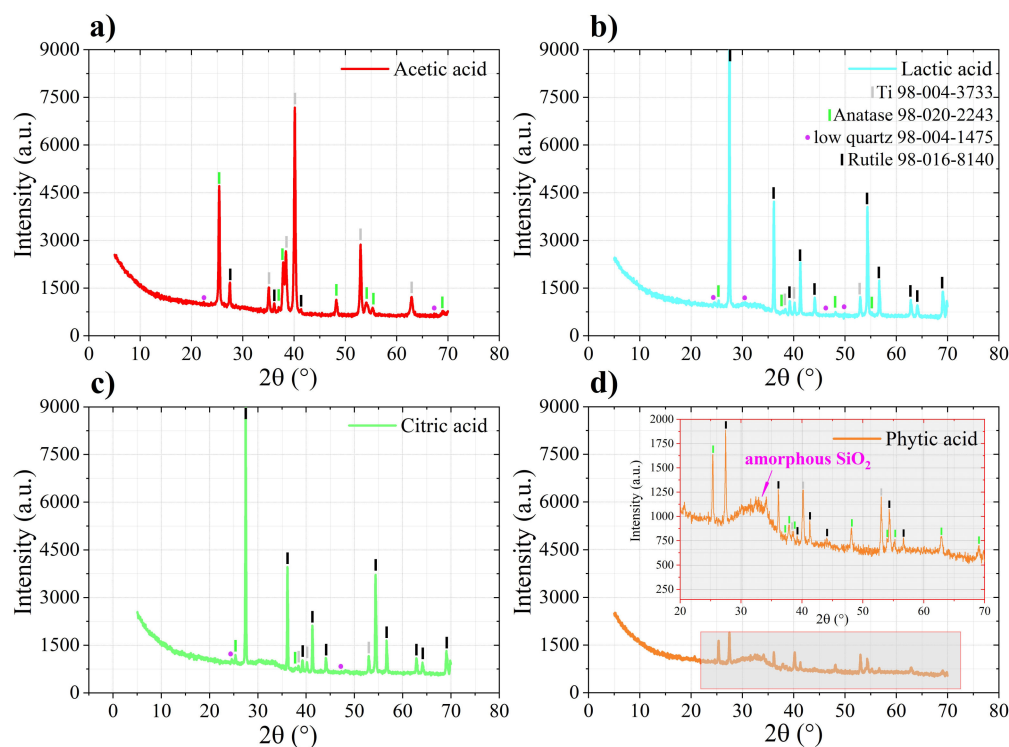 a)
9000
7500
6000
4500
3000
1500
0
Intensity (a.u.)
Acetic acid
0 10 20 30 40 50 60 70 80
2θ (°)
b)
9000
7500
6000
4500
3000
1500
0
Intensity (a.u.)
Lactic acid
Ti 98-004-3733
Anatase 98-020-2243
low quartz 98-004-1475
Rutile 98-016-8140
0 10 20 30 40 50 60 70 80
2θ (°)
c)
9000
7500
6000
4500
3000
1500
0
Intensity (a.u.)
Citric acid
0 10 20 30 40 50 60 70 80
2θ (°)
d)
9000
7500
6000
4500
3000
1500
0
Intensity (a.u.)
2000
1750
1500
1250
1000
750
500
250
Intensity (a.u.)
Phytic acid
amorphous SiO₂
20 30 40 50 60 70
2θ (°)
0 10 20 30 40 50 60 70 80
2θ (°)